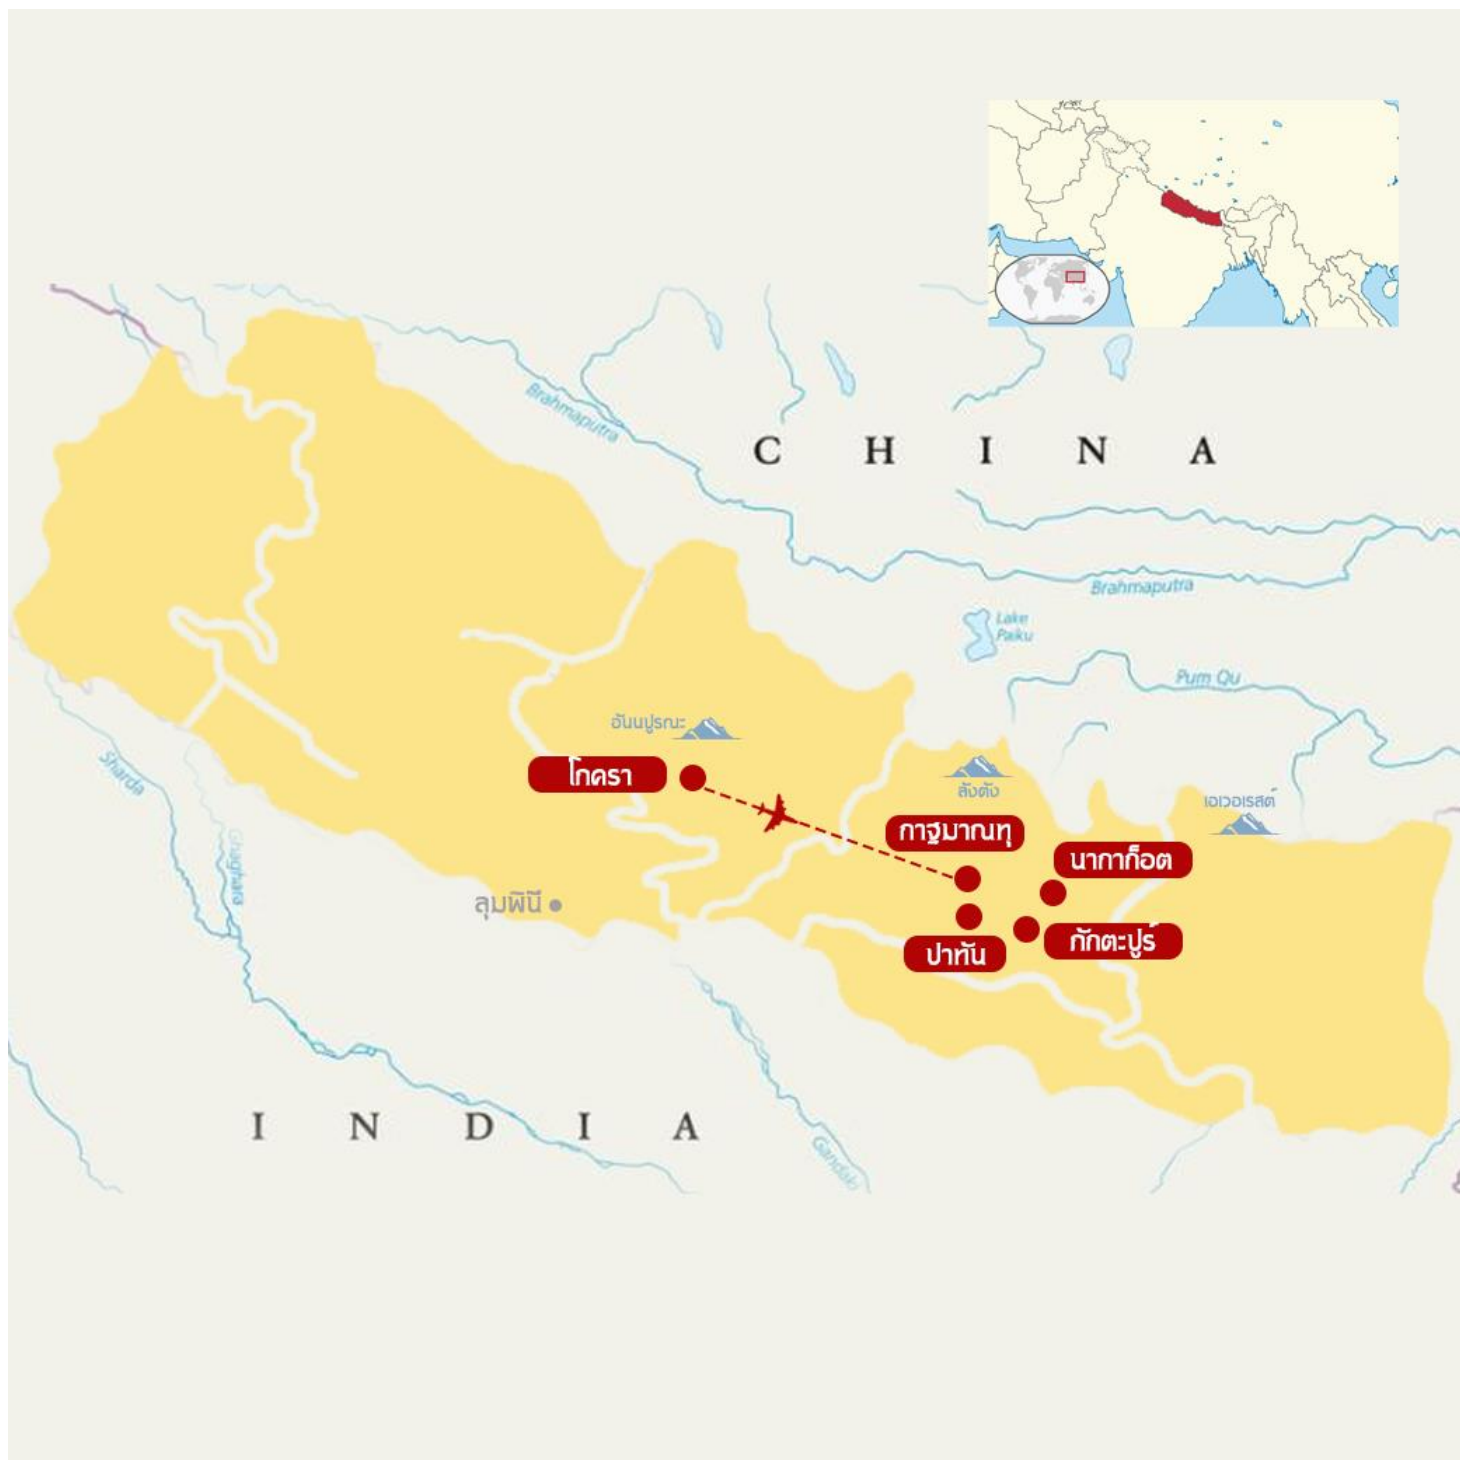 Brahmaputra
C H I N A
Brahmaputra
Lake
Paiku
Pum Qu
อันนปูรณะ
Sharda
โภครา
ลังตัง
เอเวอเรสต์
กาฐมาณฑุ
นากาก็อต
Ghaghara
ลุมพินี
ปาทัน
ภักตะปูร์
I N D I A
Gandaki